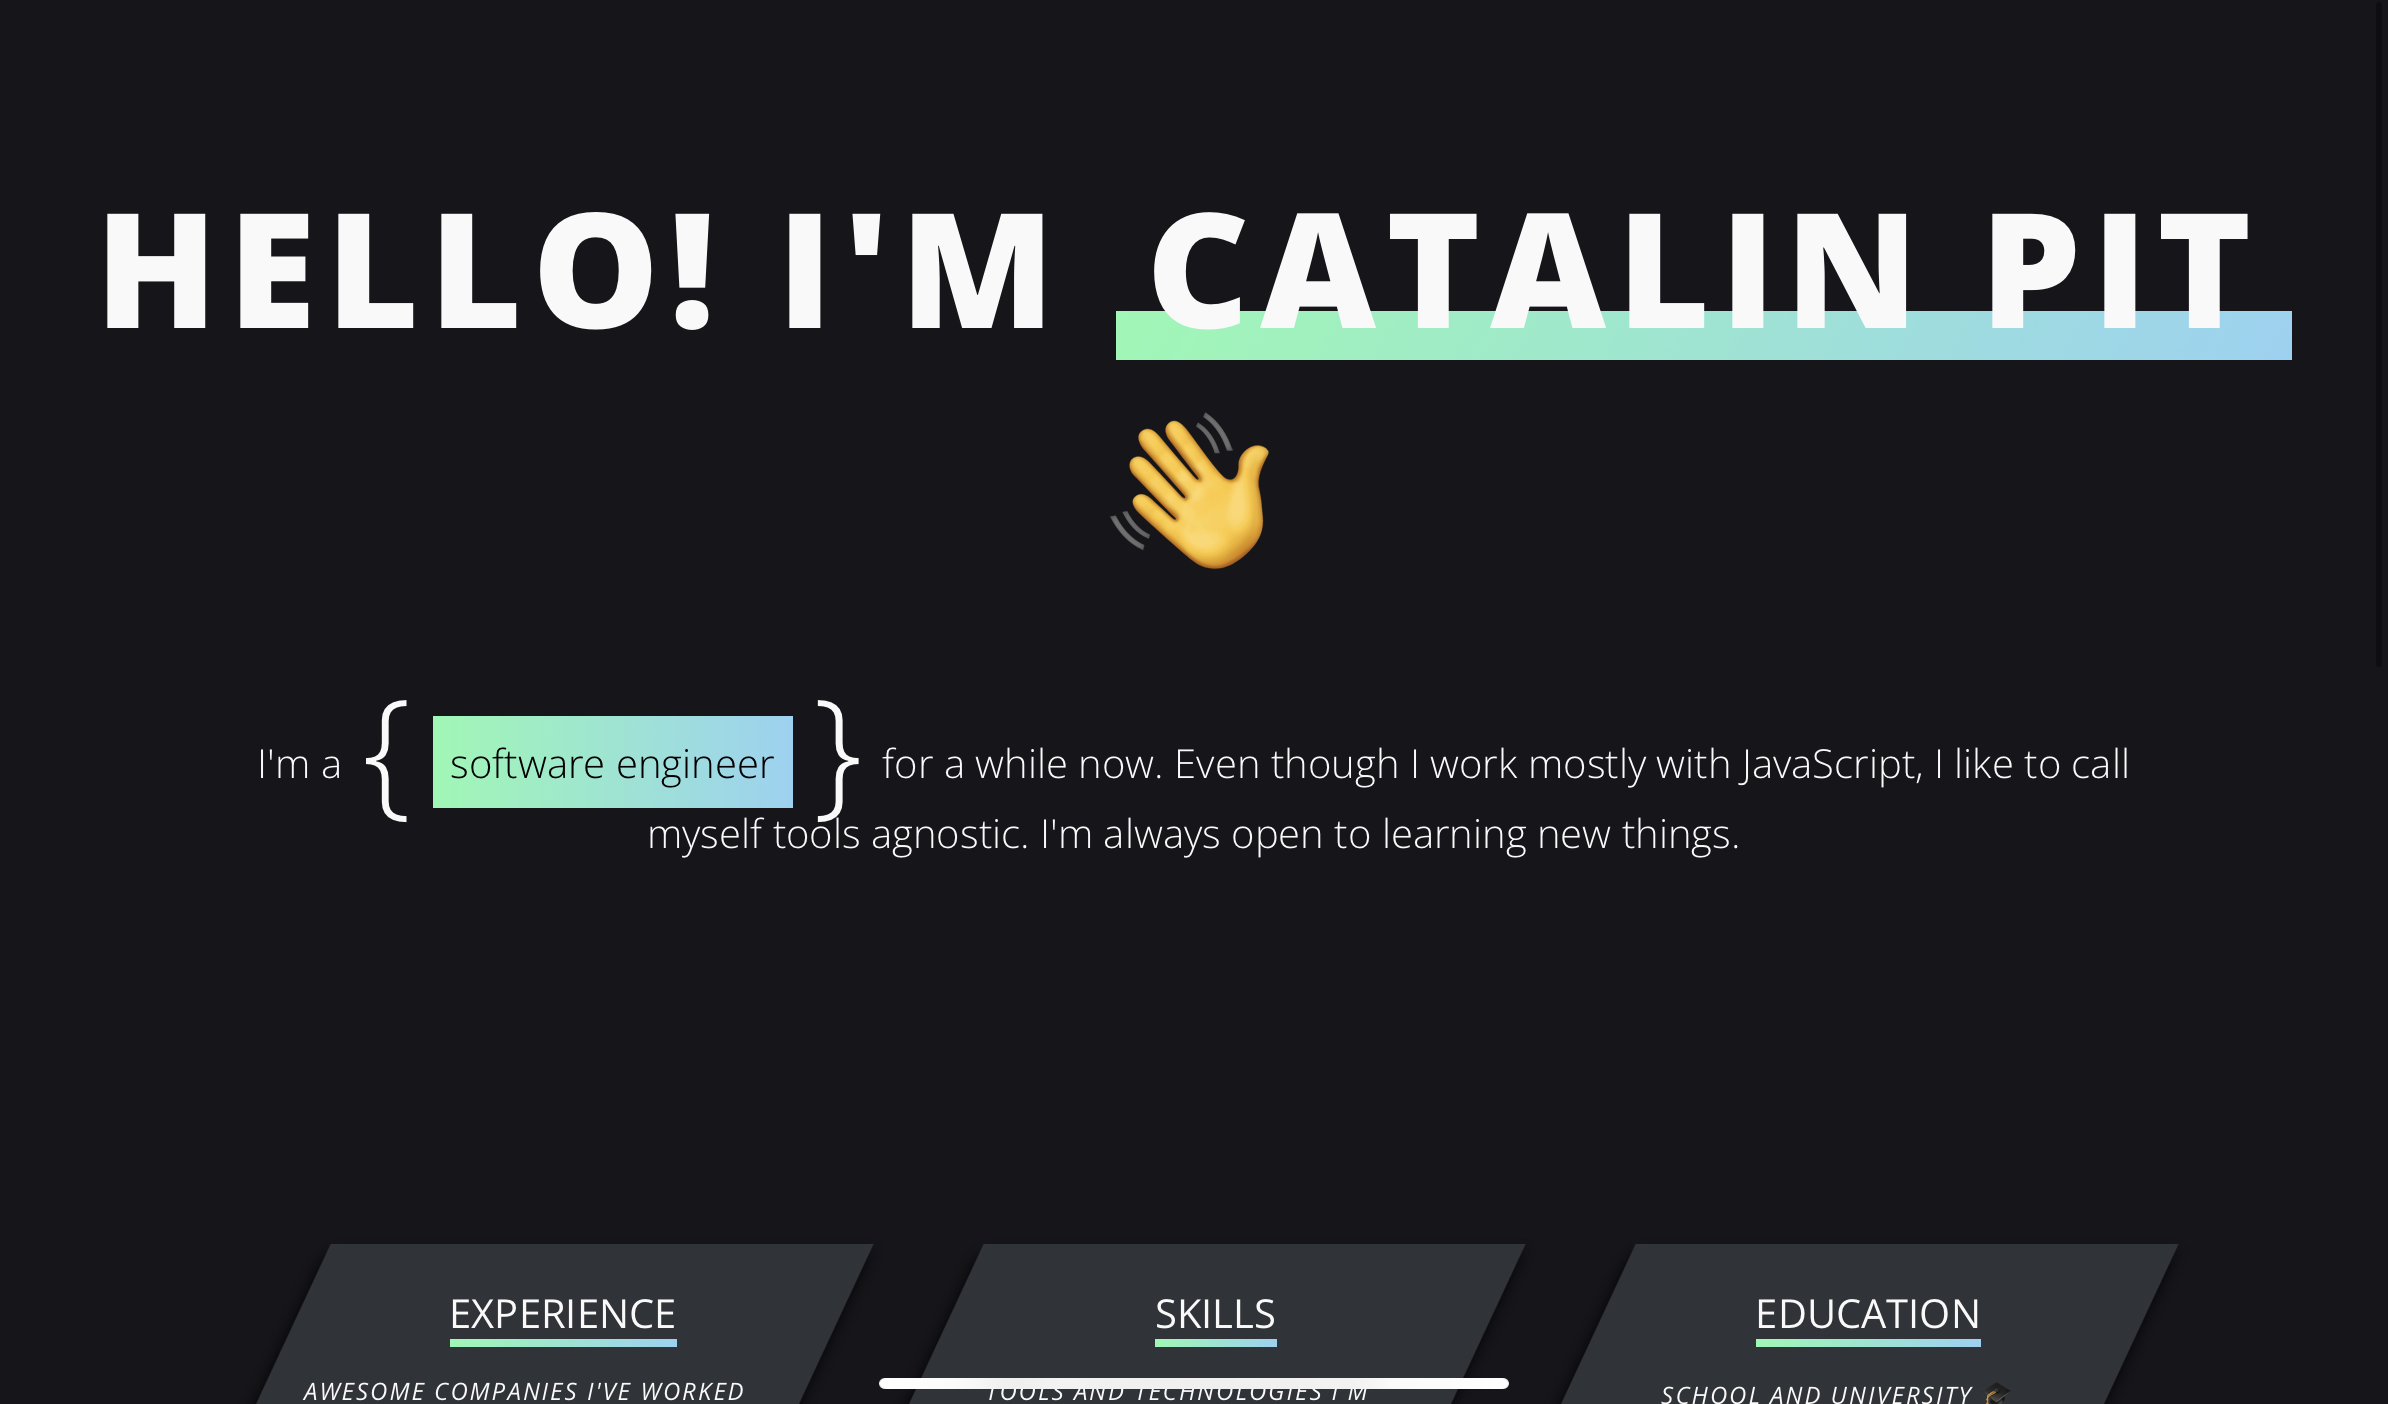 HELLO! I'M CATALIN PIT
👋
I'm a { software engineer } for a while now. Even though I work mostly with JavaScript, I like to call
myself tools agnostic. I'm always open to learning new things.
EXPERIENCE
SKILLS
EDUCATION
AWESOME COMPANIES I'VE WORKED
TOOLS AND TECHNOLOGIES I'M
SCHOOL AND UNIVERSITY 🎓